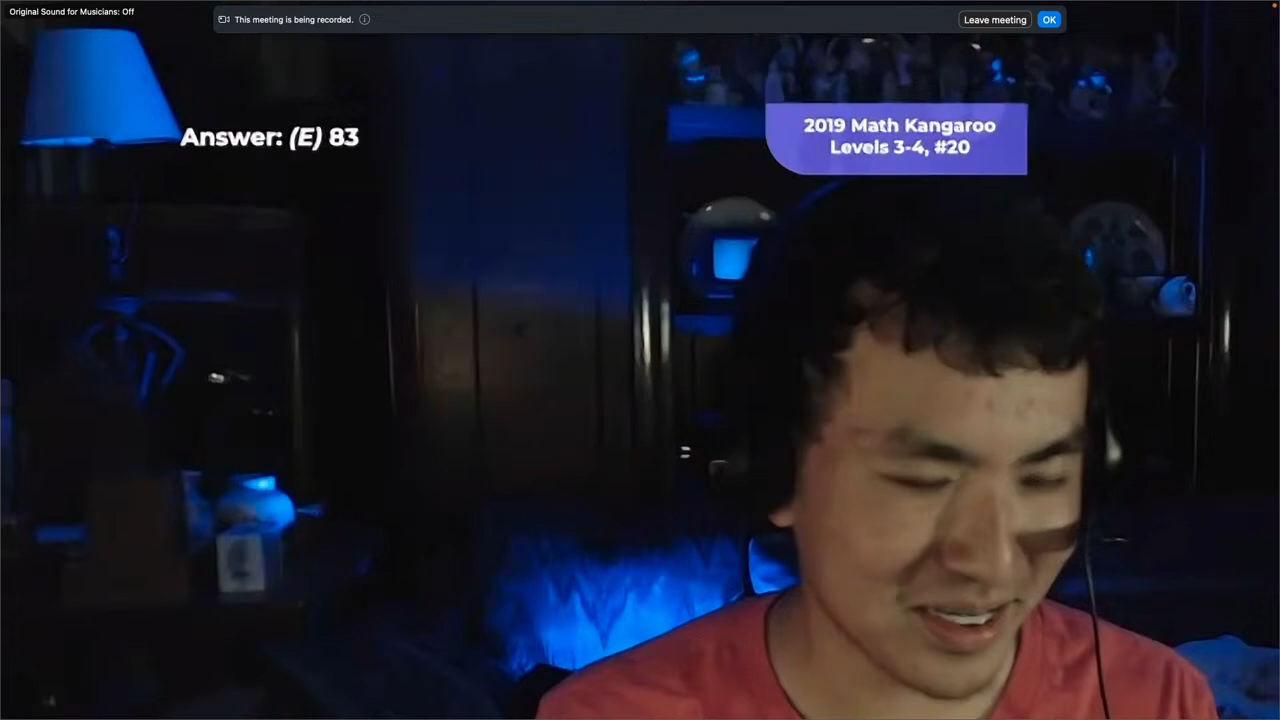 Original Sound for Musicians: Off
This meeting is being recorded.
Leave meeting
OK
Answer: (E) 83
2019 Math Kangaroo
Levels 3-4, #20